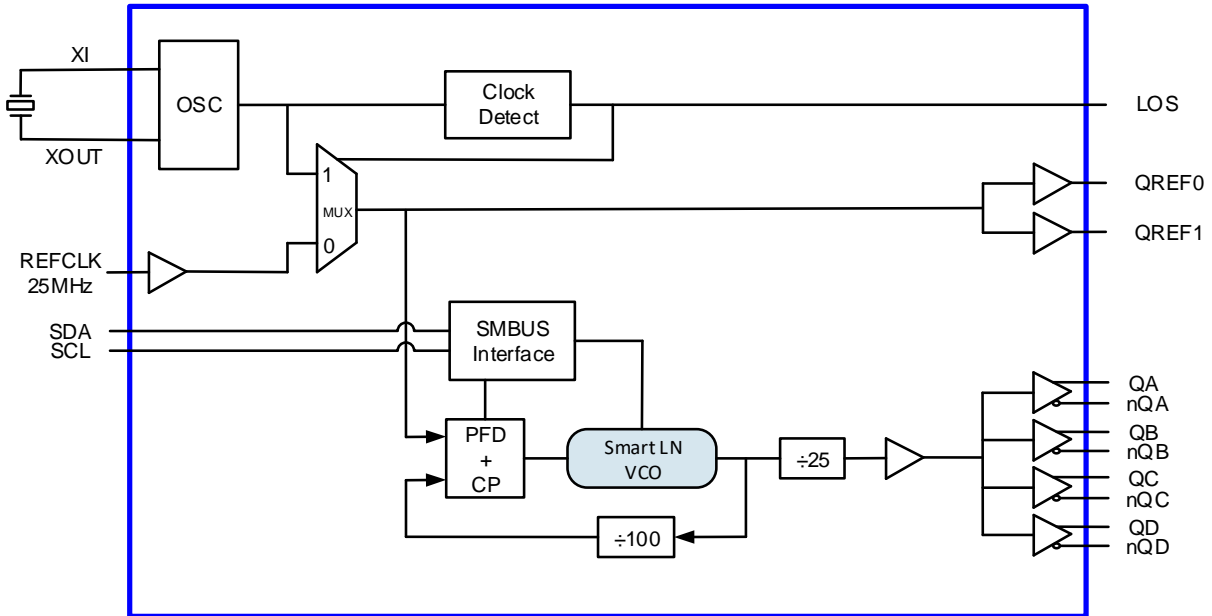 XI
OSC
XOUT
Clock
Detect
LOS
1
MUX
0
QREF0
QREF1
REFCLK
25MHz
SDA
SCL
SMBUS
Interface
PFD
+
CP
Smart LN
VCO
÷25
÷100
QA
nQA
QB
nQB
QC
nQC
QD
nQD